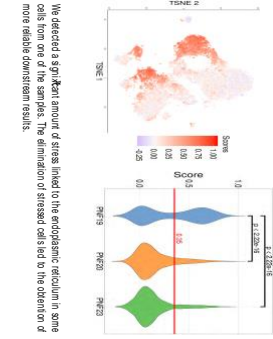 TSNE 2
TSNE 1
Scores
1.00
0.75
0.50
0.25
0.00
-0.25
Score
1.0
0.5
0.0
0.35
p < 2.22e-16
p < 2.22e-16
PNF19
PNF20
PNF23
We detected a significant amount of stress linked to the endoplasmic reticulum in some
cells from one of the samples. The elimination of stressed cells led to the obtention of
more reliable downstream results.